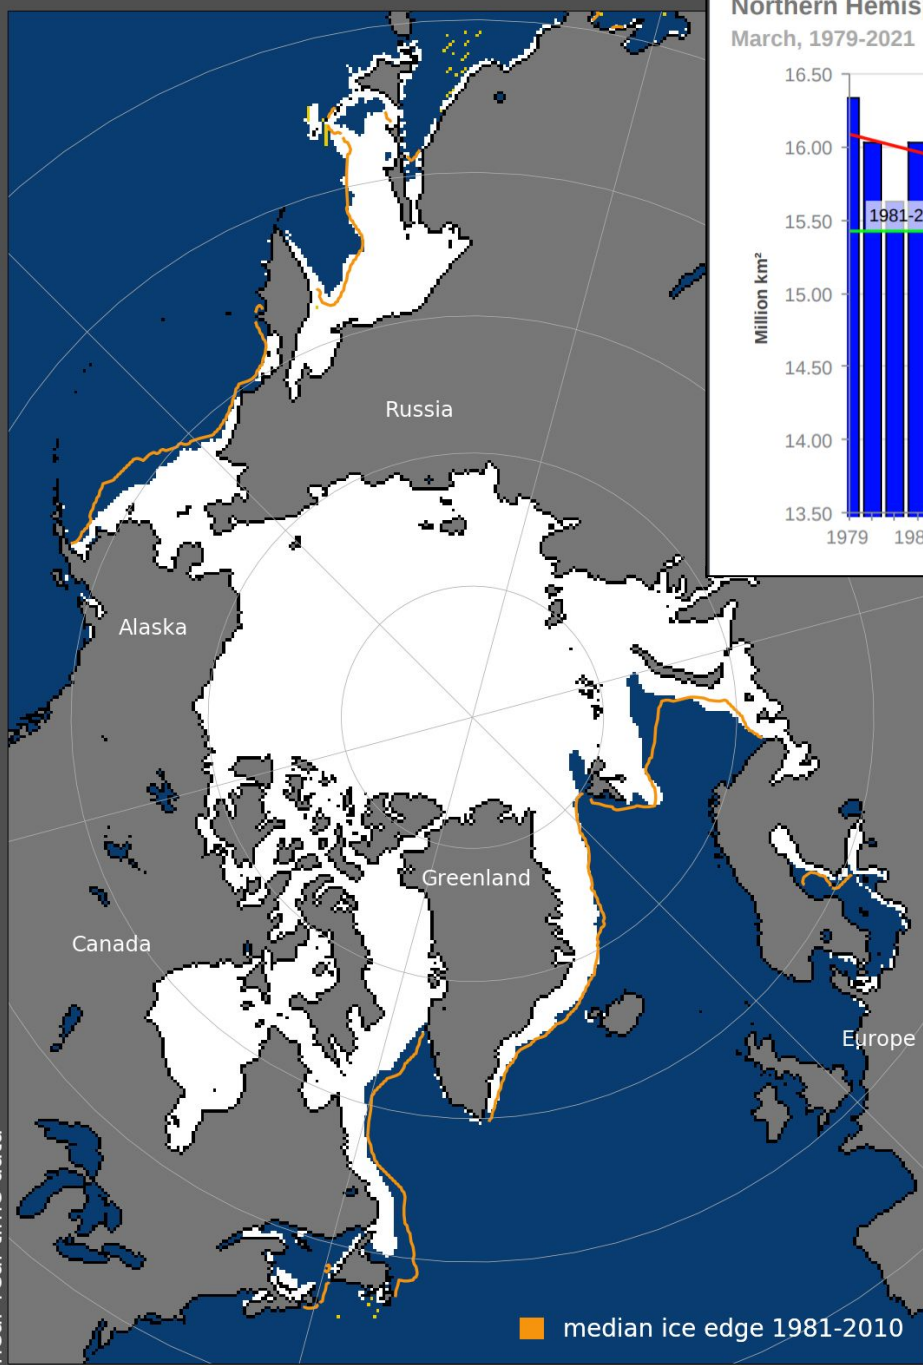 Northern Hemis
March, 1979-2021
16.50
16.00
15.50
15.00
14.50
14.00
13.50
Million km²
1981-2
1979
198
Russia
Alaska
Greenland
Canada
Europe
median ice edge 1981-2010